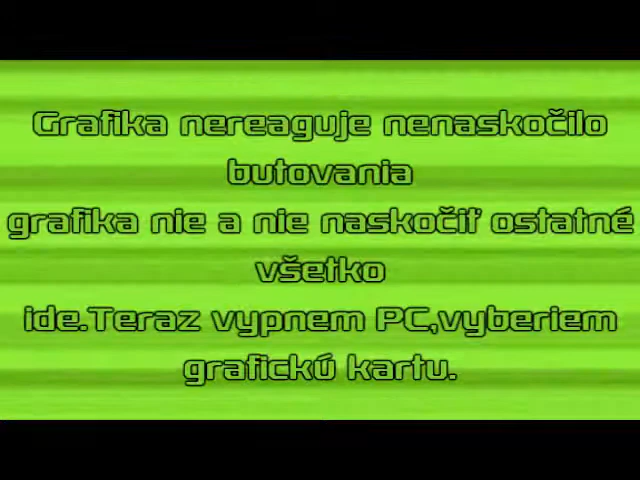 Grafika nereaguje nenaskočilo
butovania
grafika nie a nie naskočiť ostatné
všetko
ide.Teraz vypnem PC,vyberiem
grafickú kartu.